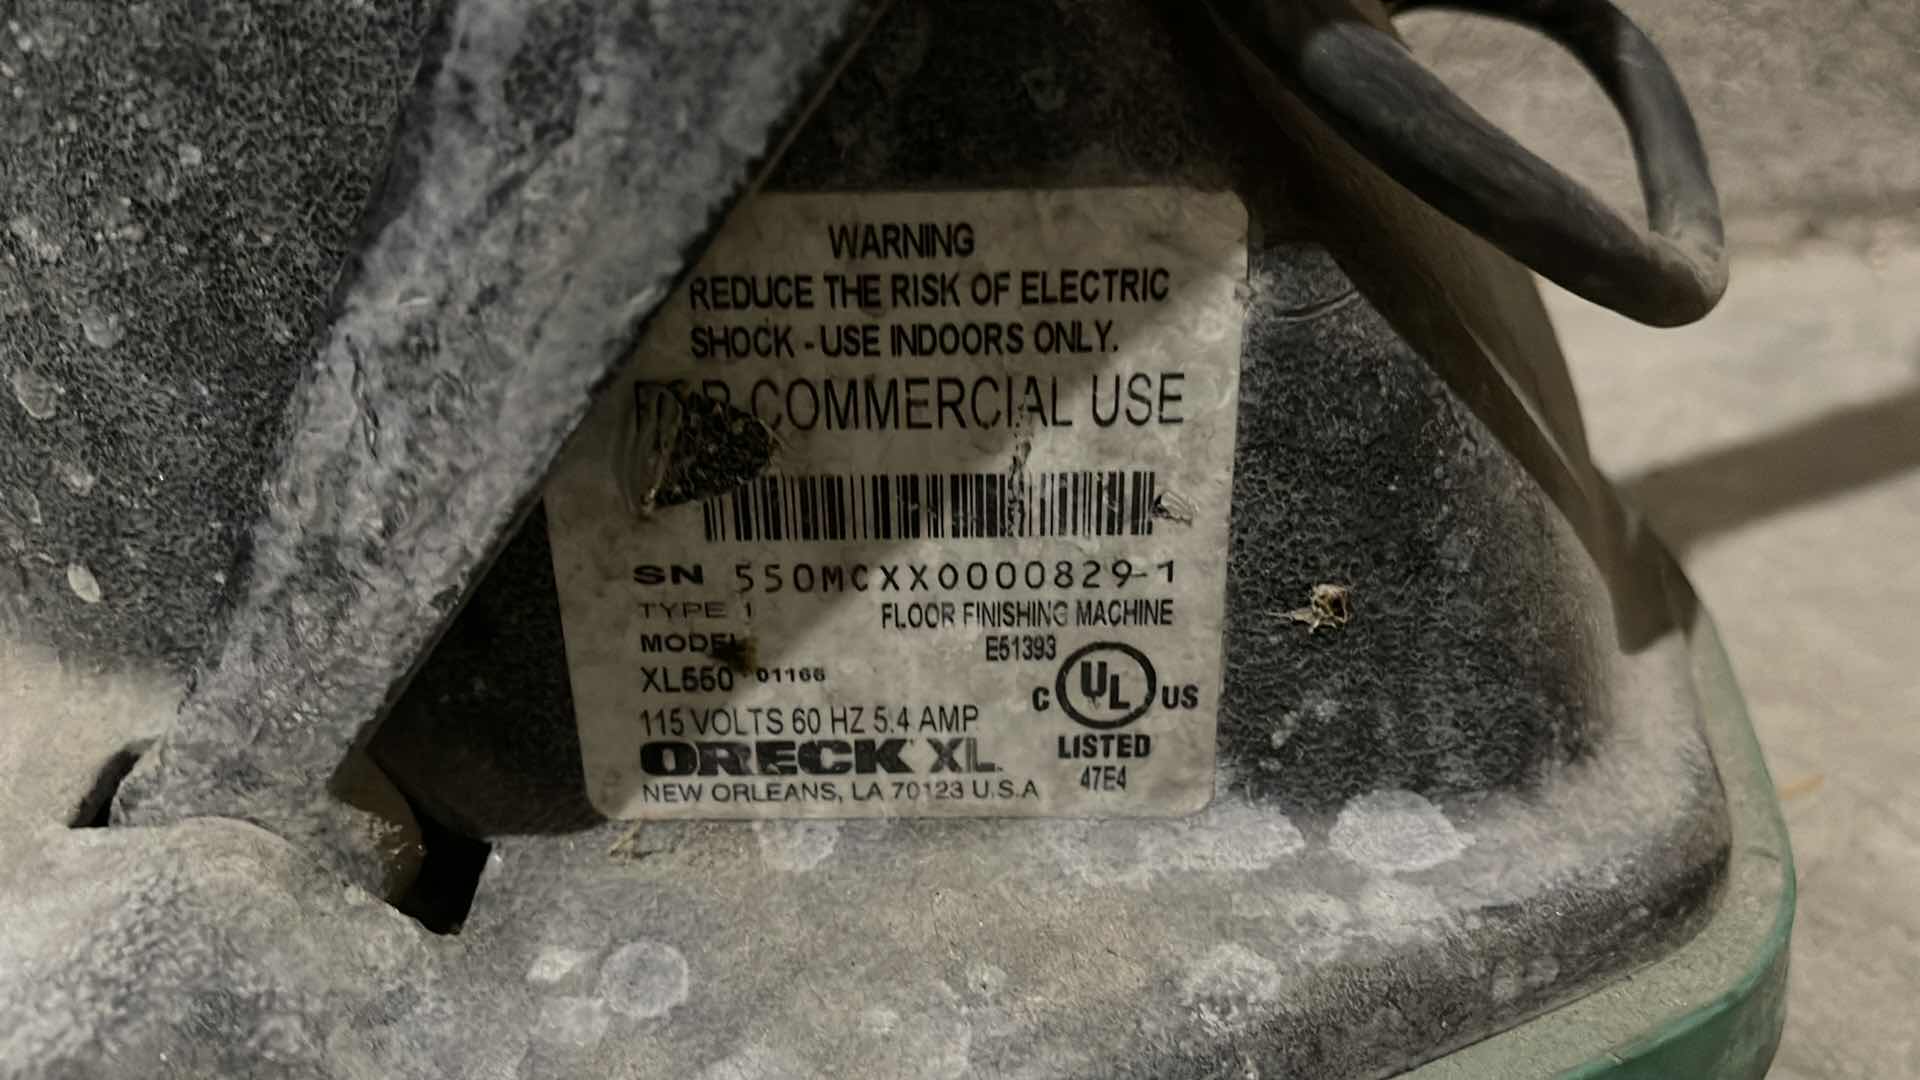 WARNING
REDUCE THE RISK OF ELECTRIC
SHOCK - USE INDOORS ONLY.
FOR COMMERCIAL USE
SN 550MCXX0000829-1
TYPE 1 FLOOR FINISHING MACHINE
MODEL E51393
XL550 01166
C UL US
115 VOLTS 60 HZ 5.4 AMP
ORECK XL LISTED
NEW ORLEANS, LA 70123 U.S.A 47E4